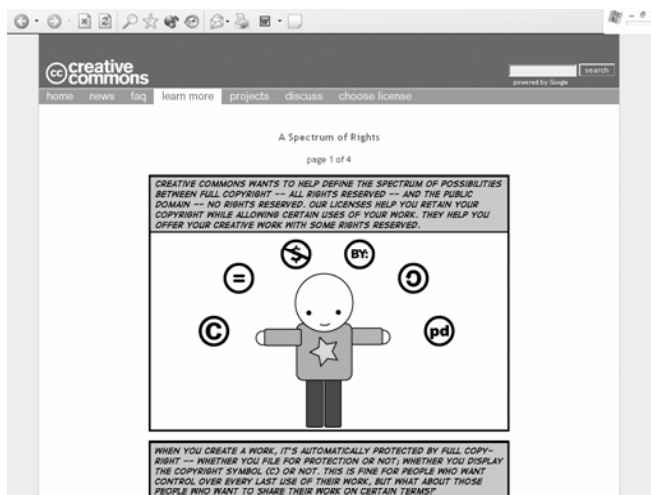 creative
commons
search
powered by Google
home news faq learn more projects discuss choose license
A Spectrum of Rights
page 1 of 4
CREATIVE COMMONS WANTS TO HELP DEFINE THE SPECTRUM OF POSSIBILITIES
BETWEEN FULL COPYRIGHT -- ALL RIGHTS RESERVED -- AND THE PUBLIC
DOMAIN -- NO RIGHTS RESERVED. OUR LICENSES HELP YOU RETAIN YOUR
COPYRIGHT WHILE ALLOWING CERTAIN USES OF YOUR WORK. THEY HELP YOU
OFFER YOUR CREATIVE WORK WITH SOME RIGHTS RESERVED.
$ BY:
=
C pd
WHEN YOU CREATE A WORK, IT'S AUTOMATICALLY PROTECTED BY FULL COPY-
RIGHT -- WHETHER YOU FILE FOR PROTECTION OR NOT; WHETHER YOU DISPLAY
THE COPYRIGHT SYMBOL (C) OR NOT. THIS IS FINE FOR PEOPLE WHO WANT
CONTROL OVER EVERY LAST USE OF THEIR WORK, BUT WHAT ABOUT THOSE
PEOPLE WHO WANT TO SHARE THEIR WORK ON CERTAIN TERMS?